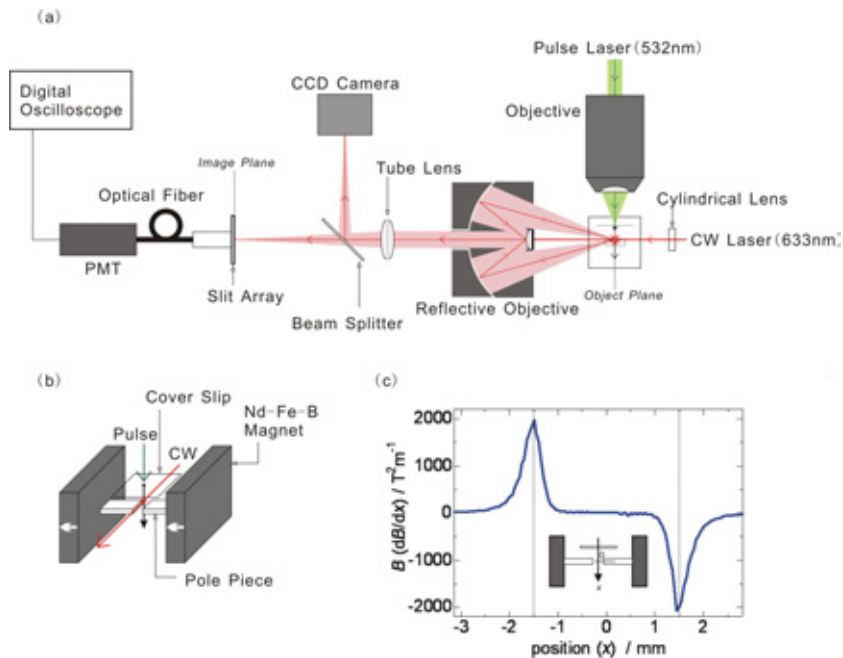 (a)
Pulse Laser(532nm)
CCD Camera
Objective
Digital
Oscilloscope
Image Plane
Tube Lens
Optical Fiber
Cylindrical Lens
CW Laser(633nm)
PMT
Slit Array
Object Plane
Reflective Objective
Beam Splitter
(b)
Cover Slip
Nd-Fe-B
Magnet
Pulse
CW
Pole Piece
(c)
B (dB/dx) / T²m⁻¹
2000
1000
0
-1000
-2000
x
-3 -2 -1 0 1 2
position (x) / mm